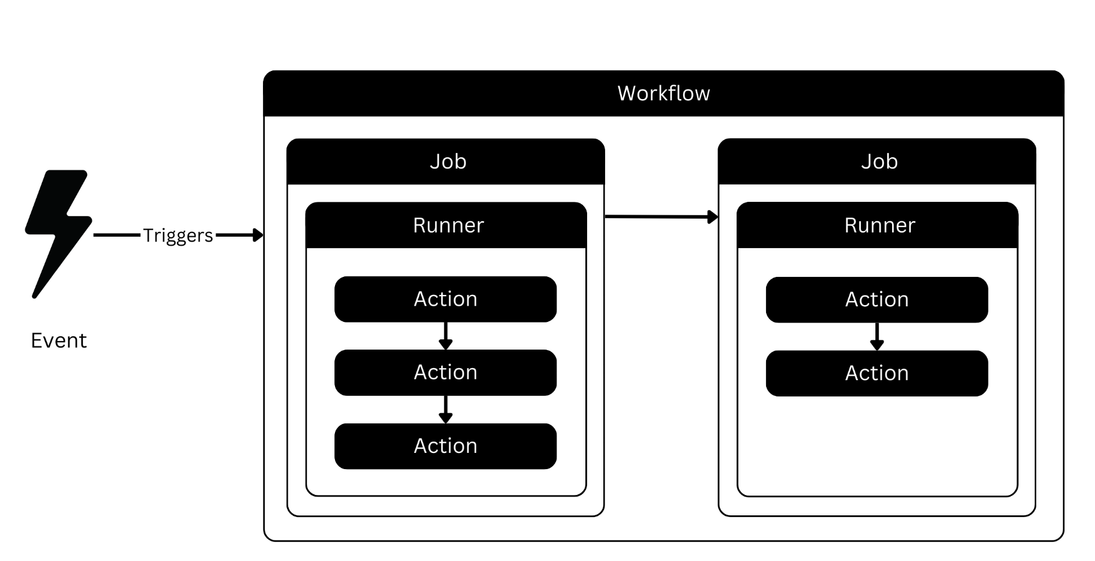 Workflow
Job
Job
Runner
Runner
Triggers
Action
Action
Event
Action
Action
Action